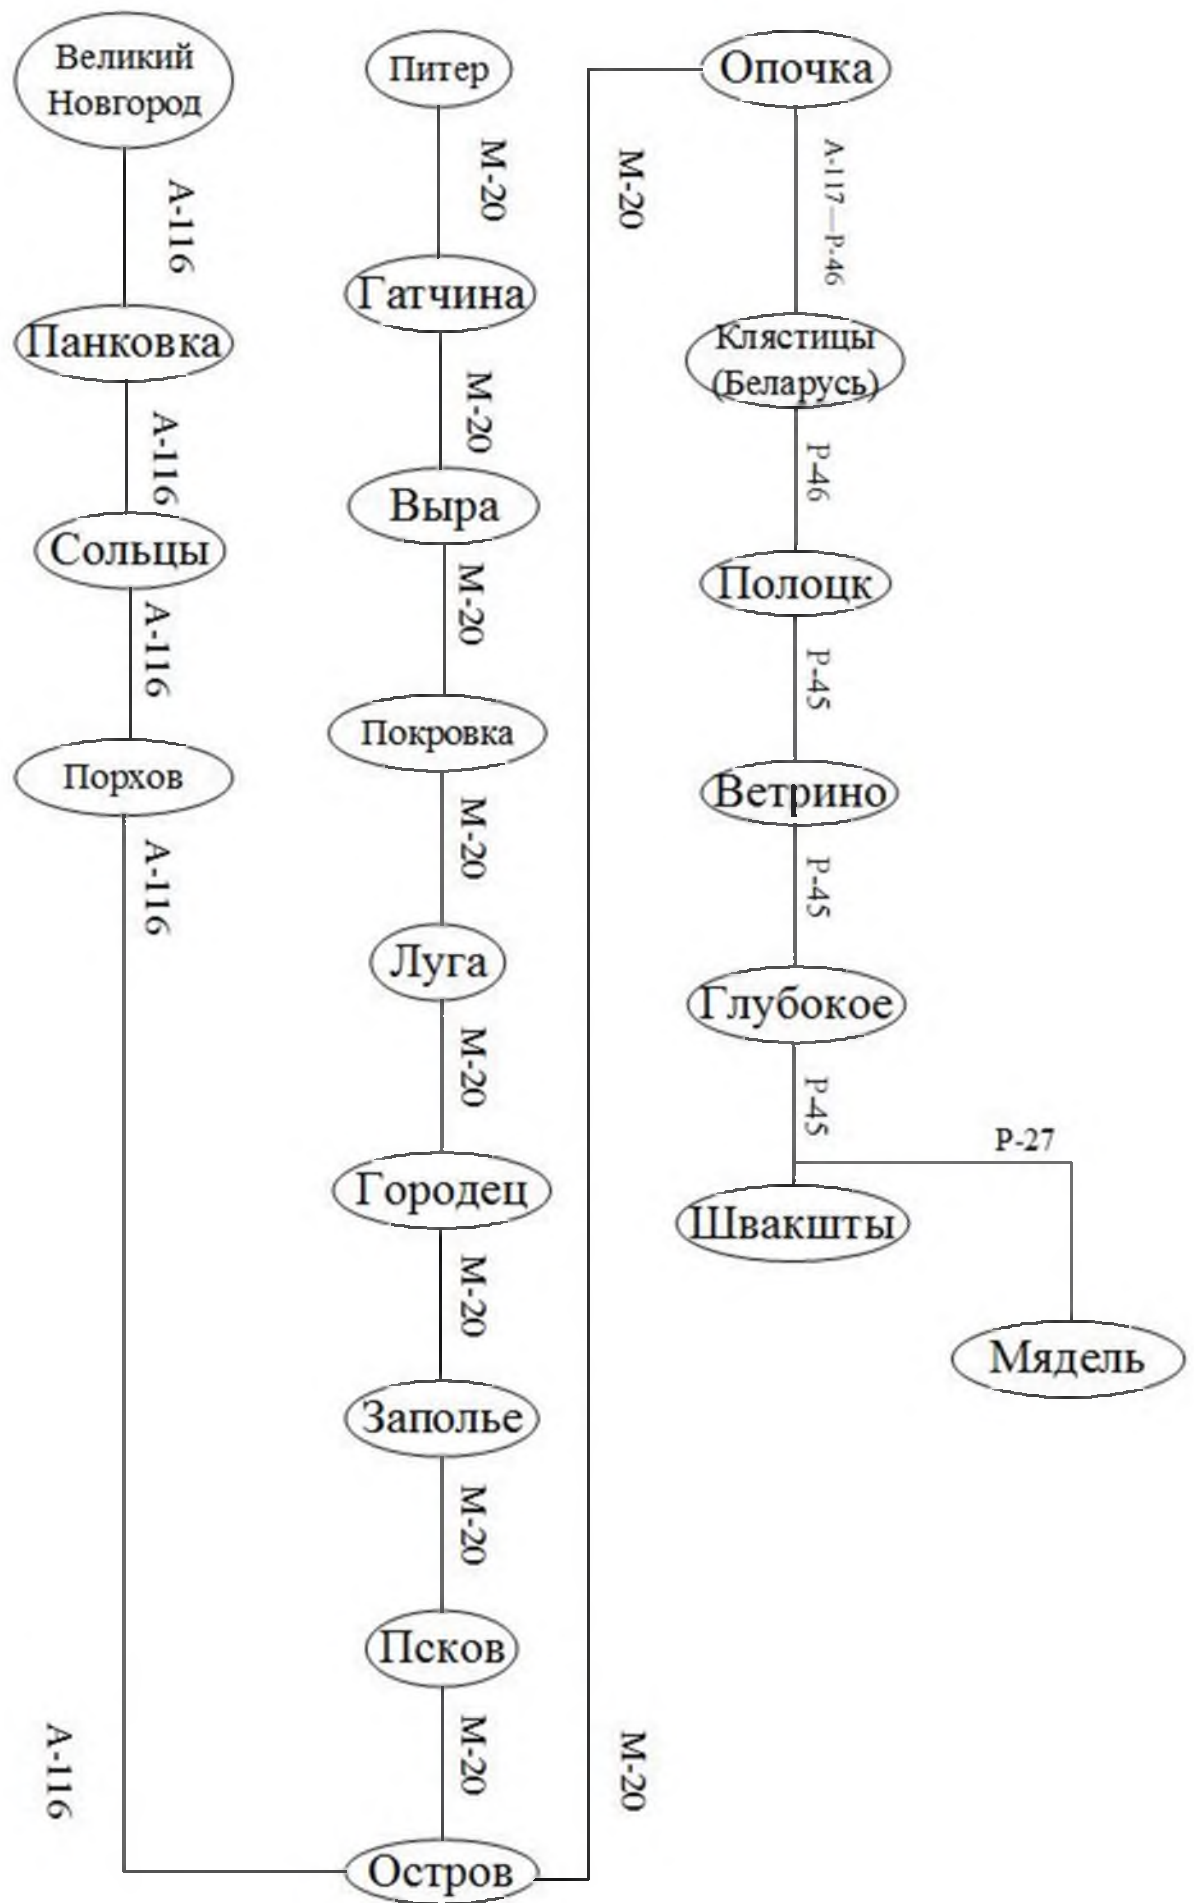 Великий
Новгород
А-116
Панковка
А-116
Сольцы
А-116
Порхов
А-116
А-116
Питер
М-20
Гатчина
М-20
Выра
М-20
Покровка
М-20
Луга
М-20
Городец
М-20
Заполье
М-20
Псков
М-20
Остров
М-20
М-20
Опочка
А-117—Р-46
Клястицы
(Беларусь)
Р-46
Полоцк
Р-45
Ветрино
Р-45
Глубокое
Р-45
Р-27
Швакшты
Мядель